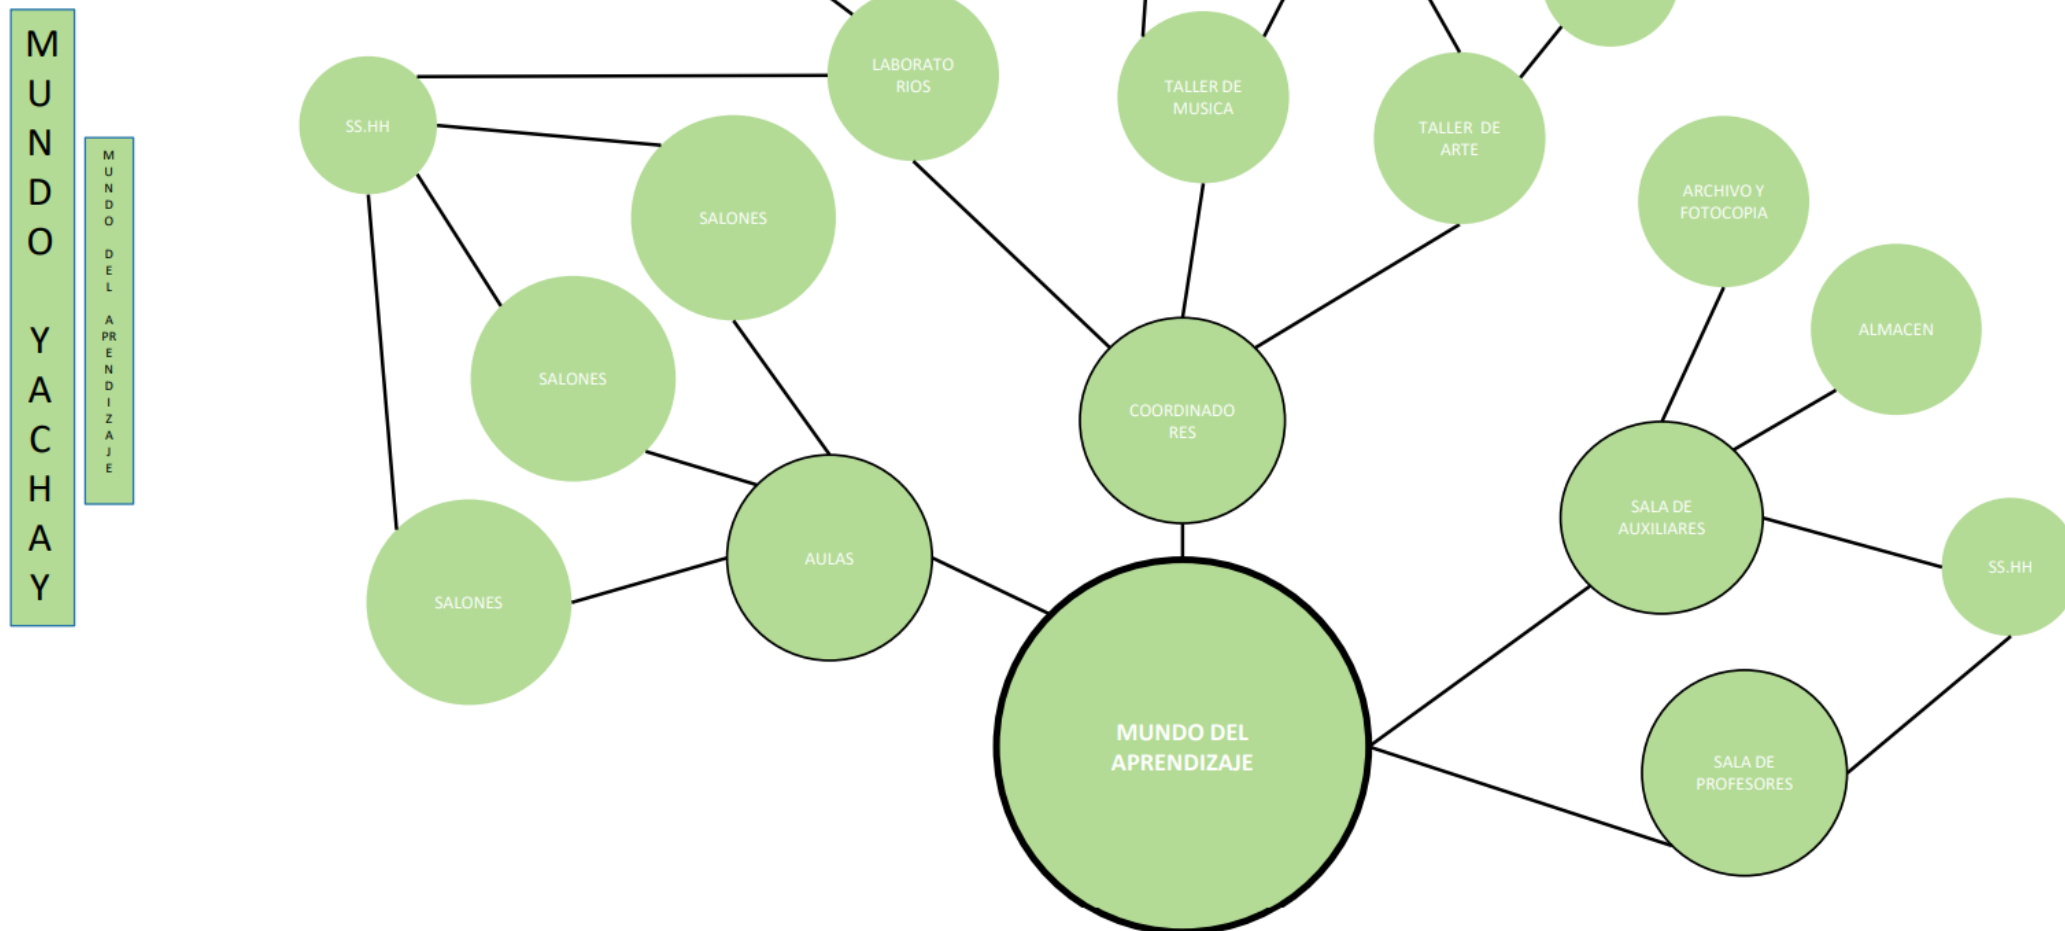 MUNDO YACHAY
MUNDO DEL APRENDIZAJE
LABORATO
RIOS
TALLER DE
MUSICA
TALLER DE
ARTE
SS.HH
SALONES
ARCHIVO Y
FOTOCOPIA
ALMACEN
SALONES
COORDINADO
RES
SALA DE
AUXILIARES
AULAS
SS.HH
SALONES
MUNDO DEL
APRENDIZAJE
SALA DE
PROFESORES